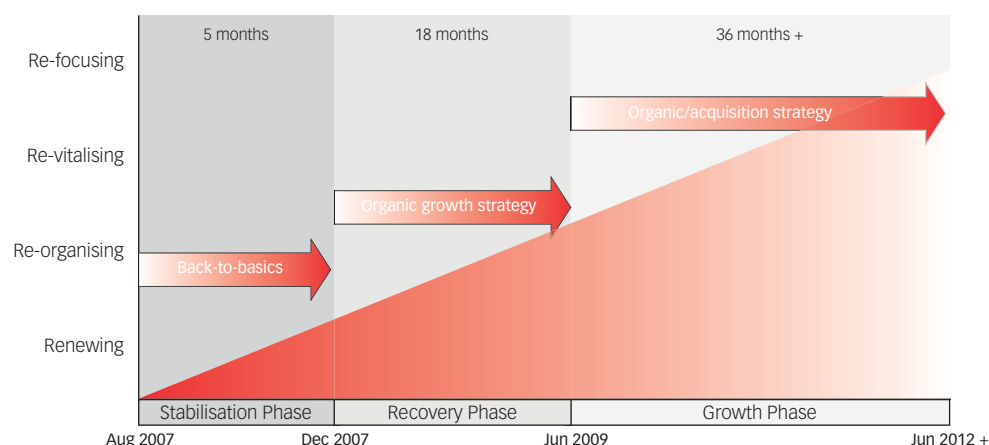 5 months
18 months
36 months +
Re-focusing
Organic/acquisition strategy
Re-vitalising
Organic growth strategy
Re-organising
Back-to-basics
Renewing
Stabilisation Phase
Recovery Phase
Growth Phase
Aug 2007
Dec 2007
Jun 2009
Jun 2012 +